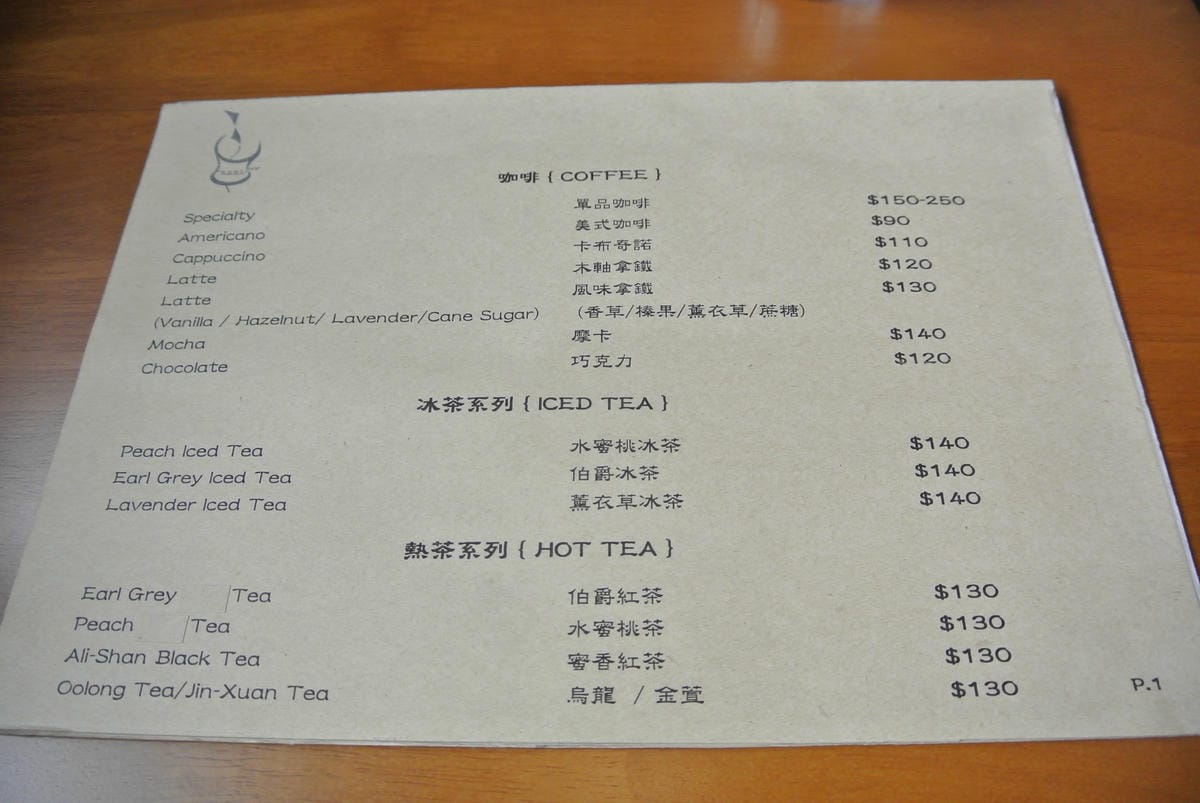 咖啡 { COFFEE }
Specialty 單品咖啡 $150-250
Americano 美式咖啡 $90
Cappuccino 卡布奇諾 $110
Latte 木軸拿鐵 $120
Latte 風味拿鐵 $130
(Vanilla / Hazelnut/ Lavender/Cane Sugar) (香草/榛果/薰衣草/蔗糖)
Mocha 摩卡 $140
Chocolate 巧克力 $120
冰茶系列 { ICED TEA }
Peach Iced Tea 水蜜桃冰茶 $140
Earl Grey Iced Tea 伯爵冰茶 $140
Lavender Iced Tea 薰衣草冰茶 $140
熱茶系列 { HOT TEA }
Earl Grey Tea 伯爵紅茶 $130
Peach Tea 水蜜桃茶 $130
Ali-Shan Black Tea 蜜香紅茶 $130
Oolong Tea/Jin-Xuan Tea 烏龍 / 金萱 $130
P.1